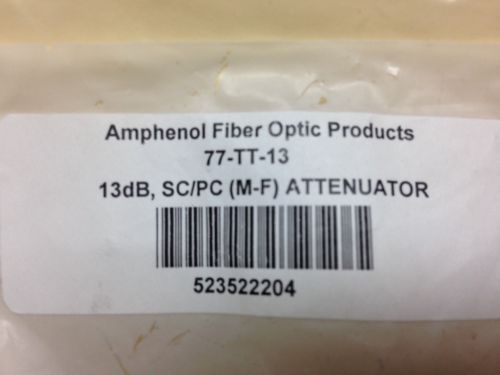 Amphenol Fiber Optic Products
77-TT-13
13dB, SC/PC (M-F) ATTENUATOR
523522204